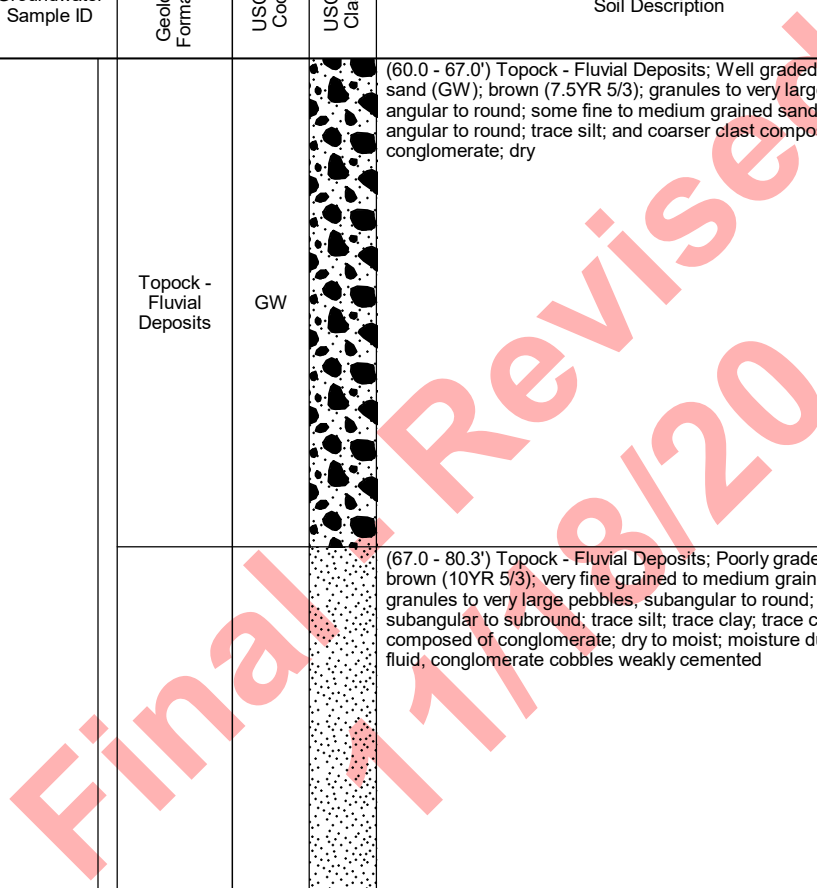 Sample ID
Soil Description
(60.0 - 67.0') Topock - Fluvial Deposits; Well graded
sand (GW); brown (7.5YR 5/3); granules to very
angular to round; some fine to medium grained sand
angular to round; trace silt; and coarser clast
conglomerate; dry
Topock -
Fluvial
Deposits
GW
(67.0 - 80.3') Topock - Fluvial Deposits; Poorly
brown (10YR 5/3); very fine grained to medium
granules to very large pebbles, subangular to round;
subangular to subround; trace silt; trace clay; trace
composed of conglomerate; dry to moist; moisture
fluid, conglomerate cobbles weakly cemented
Final - Revised
11/18/20